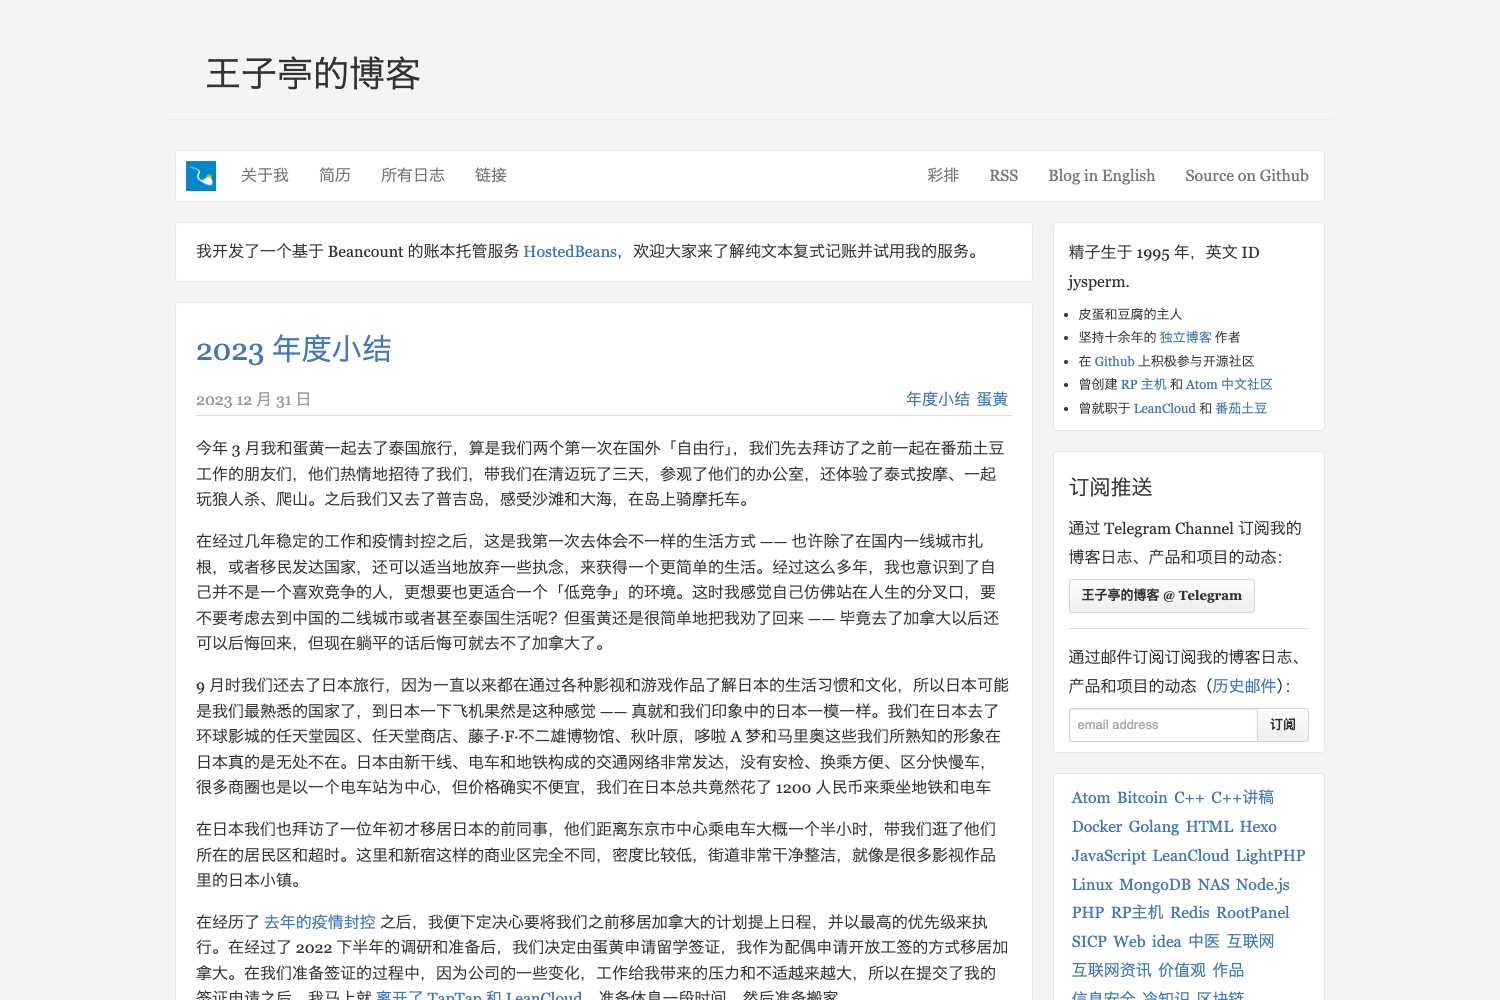 王子亭的博客
关于我 简历 所有日志 链接 彩排 RSS Blog in English Source on Github
我开发了一个基于 Beancount 的账本托管服务 HostedBeans，欢迎大家来了解纯文本复式记账并试用我的服务。
2023 年度小结
2023 12 月 31 日 年度小结 蛋黄
今年 3 月我和蛋黄一起去了泰国旅行，算是我们两个第一次在国外「自由行」，我们先去拜访了之前一起在番茄土豆
工作的朋友们，他们热情地招待了我们，带我们在清迈玩了三天，参观了他们的办公室，还体验了泰式按摩、一起
玩狼人杀、爬山。之后我们又去了普吉岛，感受沙滩和大海，在岛上骑摩托车。
在经过几年稳定的工作和疫情封控之后，这是我第一次去体会不一样的生活方式 —— 也许除了在国内一线城市扎
根，或者移民发达国家，还可以适当地放弃一些执念，来获得一个更简单的生活。经过这么多年，我也意识到了自
己并不是一个喜欢竞争的人，更想要也更适合一个「低竞争」的环境。这时我感觉自己仿佛站在人生的分叉口，要
不要考虑去到中国的二线城市或者甚至泰国生活呢？但蛋黄还是很简单地把我劝了回来 —— 毕竟去了加拿大以后还
可以后悔回来，但现在躺平的话后悔可就去不了加拿大了。
9 月时我们还去了日本旅行，因为一直以来都在通过各种影视和游戏作品了解日本的生活习惯和文化，所以日本可能
是我们最熟悉的国家了，到日本一下飞机果然是这种感觉 —— 真就和我们印象中的日本一模一样。我们在日本去了
环球影城的任天堂园区、任天堂商店、藤子·F·不二雄博物馆、秋叶原，哆啦 A 梦和马里奥这些我们所熟知的形象在
日本真的是无处不在。日本由新干线、电车和地铁构成的交通网络非常发达，没有安检、换乘方便、区分快慢车，
很多商圈也是以一个电车站为中心，但价格确实不便宜，我们在日本总共竟然花了 1200 人民币来乘坐地铁和电车
在日本我们也拜访了一位年初才移居日本的前同事，他们距离东京市中心乘电车大概一个半小时，带我们逛了他们
所在的居民区和超时。这里和新宿这样的商业区完全不同，密度比较低，街道非常干净整洁，就像是很多影视作品
里的日本小镇。
在经历了 去年的疫情封控 之后，我便下定决心要将我们之前移居加拿大的计划提上日程，并以最高的优先级来执
行。在经过了 2022 下半年的调研和准备后，我们决定由蛋黄申请留学签证，我作为配偶申请开放工签的方式移居加
拿大。在我们准备签证的过程中，因为公司的一些变化，工作给我带来的压力和不适越来越大，所以在提交了我的
签证申请之后，我马上就 离开了 TapTap 和 LeanCloud，准备休息一段时间，然后准备搬家。
精子生于 1995 年，英文 ID
jysperm.
皮蛋和豆腐的主人
坚持十余年的 独立博客 作者
在 Github 上积极参与开源社区
曾创建 RP 主机 和 Atom 中文社区
曾就职于 LeanCloud 和 番茄土豆
订阅推送
通过 Telegram Channel 订阅我的
博客日志、产品和项目的动态：
王子亭的博客 @ Telegram
通过邮件订阅订阅我的博客日志、
产品和项目的动态（历史邮件）：
email address 订阅
Atom Bitcoin C++ C++讲稿
Docker Golang HTML Hexo
JavaScript LeanCloud LightPHP
Linux MongoDB NAS Node.js
PHP RP主机 Redis RootPanel
SICP Web idea 中医 互联网
互联网资讯 价值观 作品
信息安全 冷知识 区块链